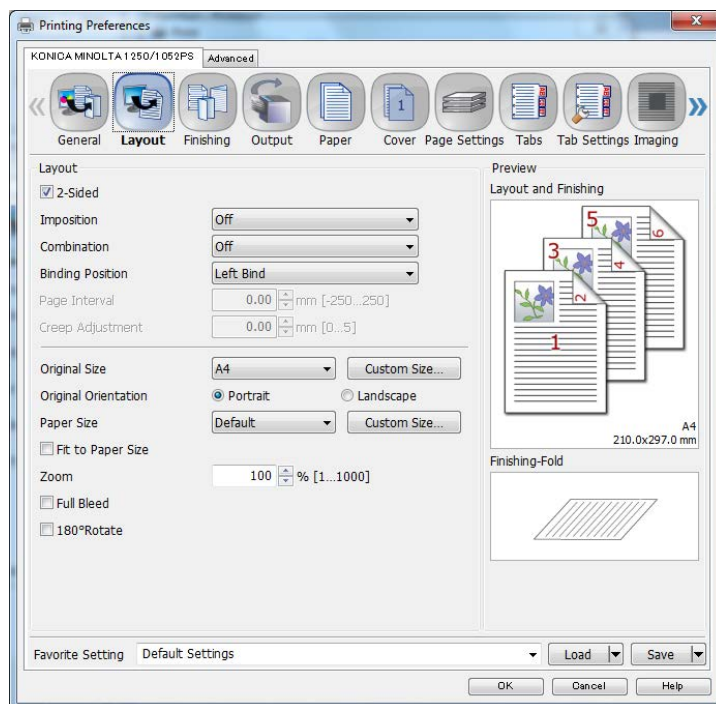 Printing Preferences
KONICA MINOLTA 1250/1052PS Advanced
General Layout Finishing Output Paper Cover Page Settings Tabs Tab Settings Imaging
Layout
2-Sided
Imposition Off
Combination Off
Binding Position Left Bind
Page Interval 0.00 mm [-250...250]
Creep Adjustment 0.00 mm [0...5]
Original Size A4 Custom Size...
Original Orientation Portrait Landscape
Paper Size Default Custom Size...
Fit to Paper Size
Zoom 100 % [1...1000]
Full Bleed
180°Rotate
Preview
Layout and Finishing
5
6
3
4
2
1
A4
210.0x297.0 mm
Finishing-Fold
Favorite Setting Default Settings Load Save
OK Cancel Help